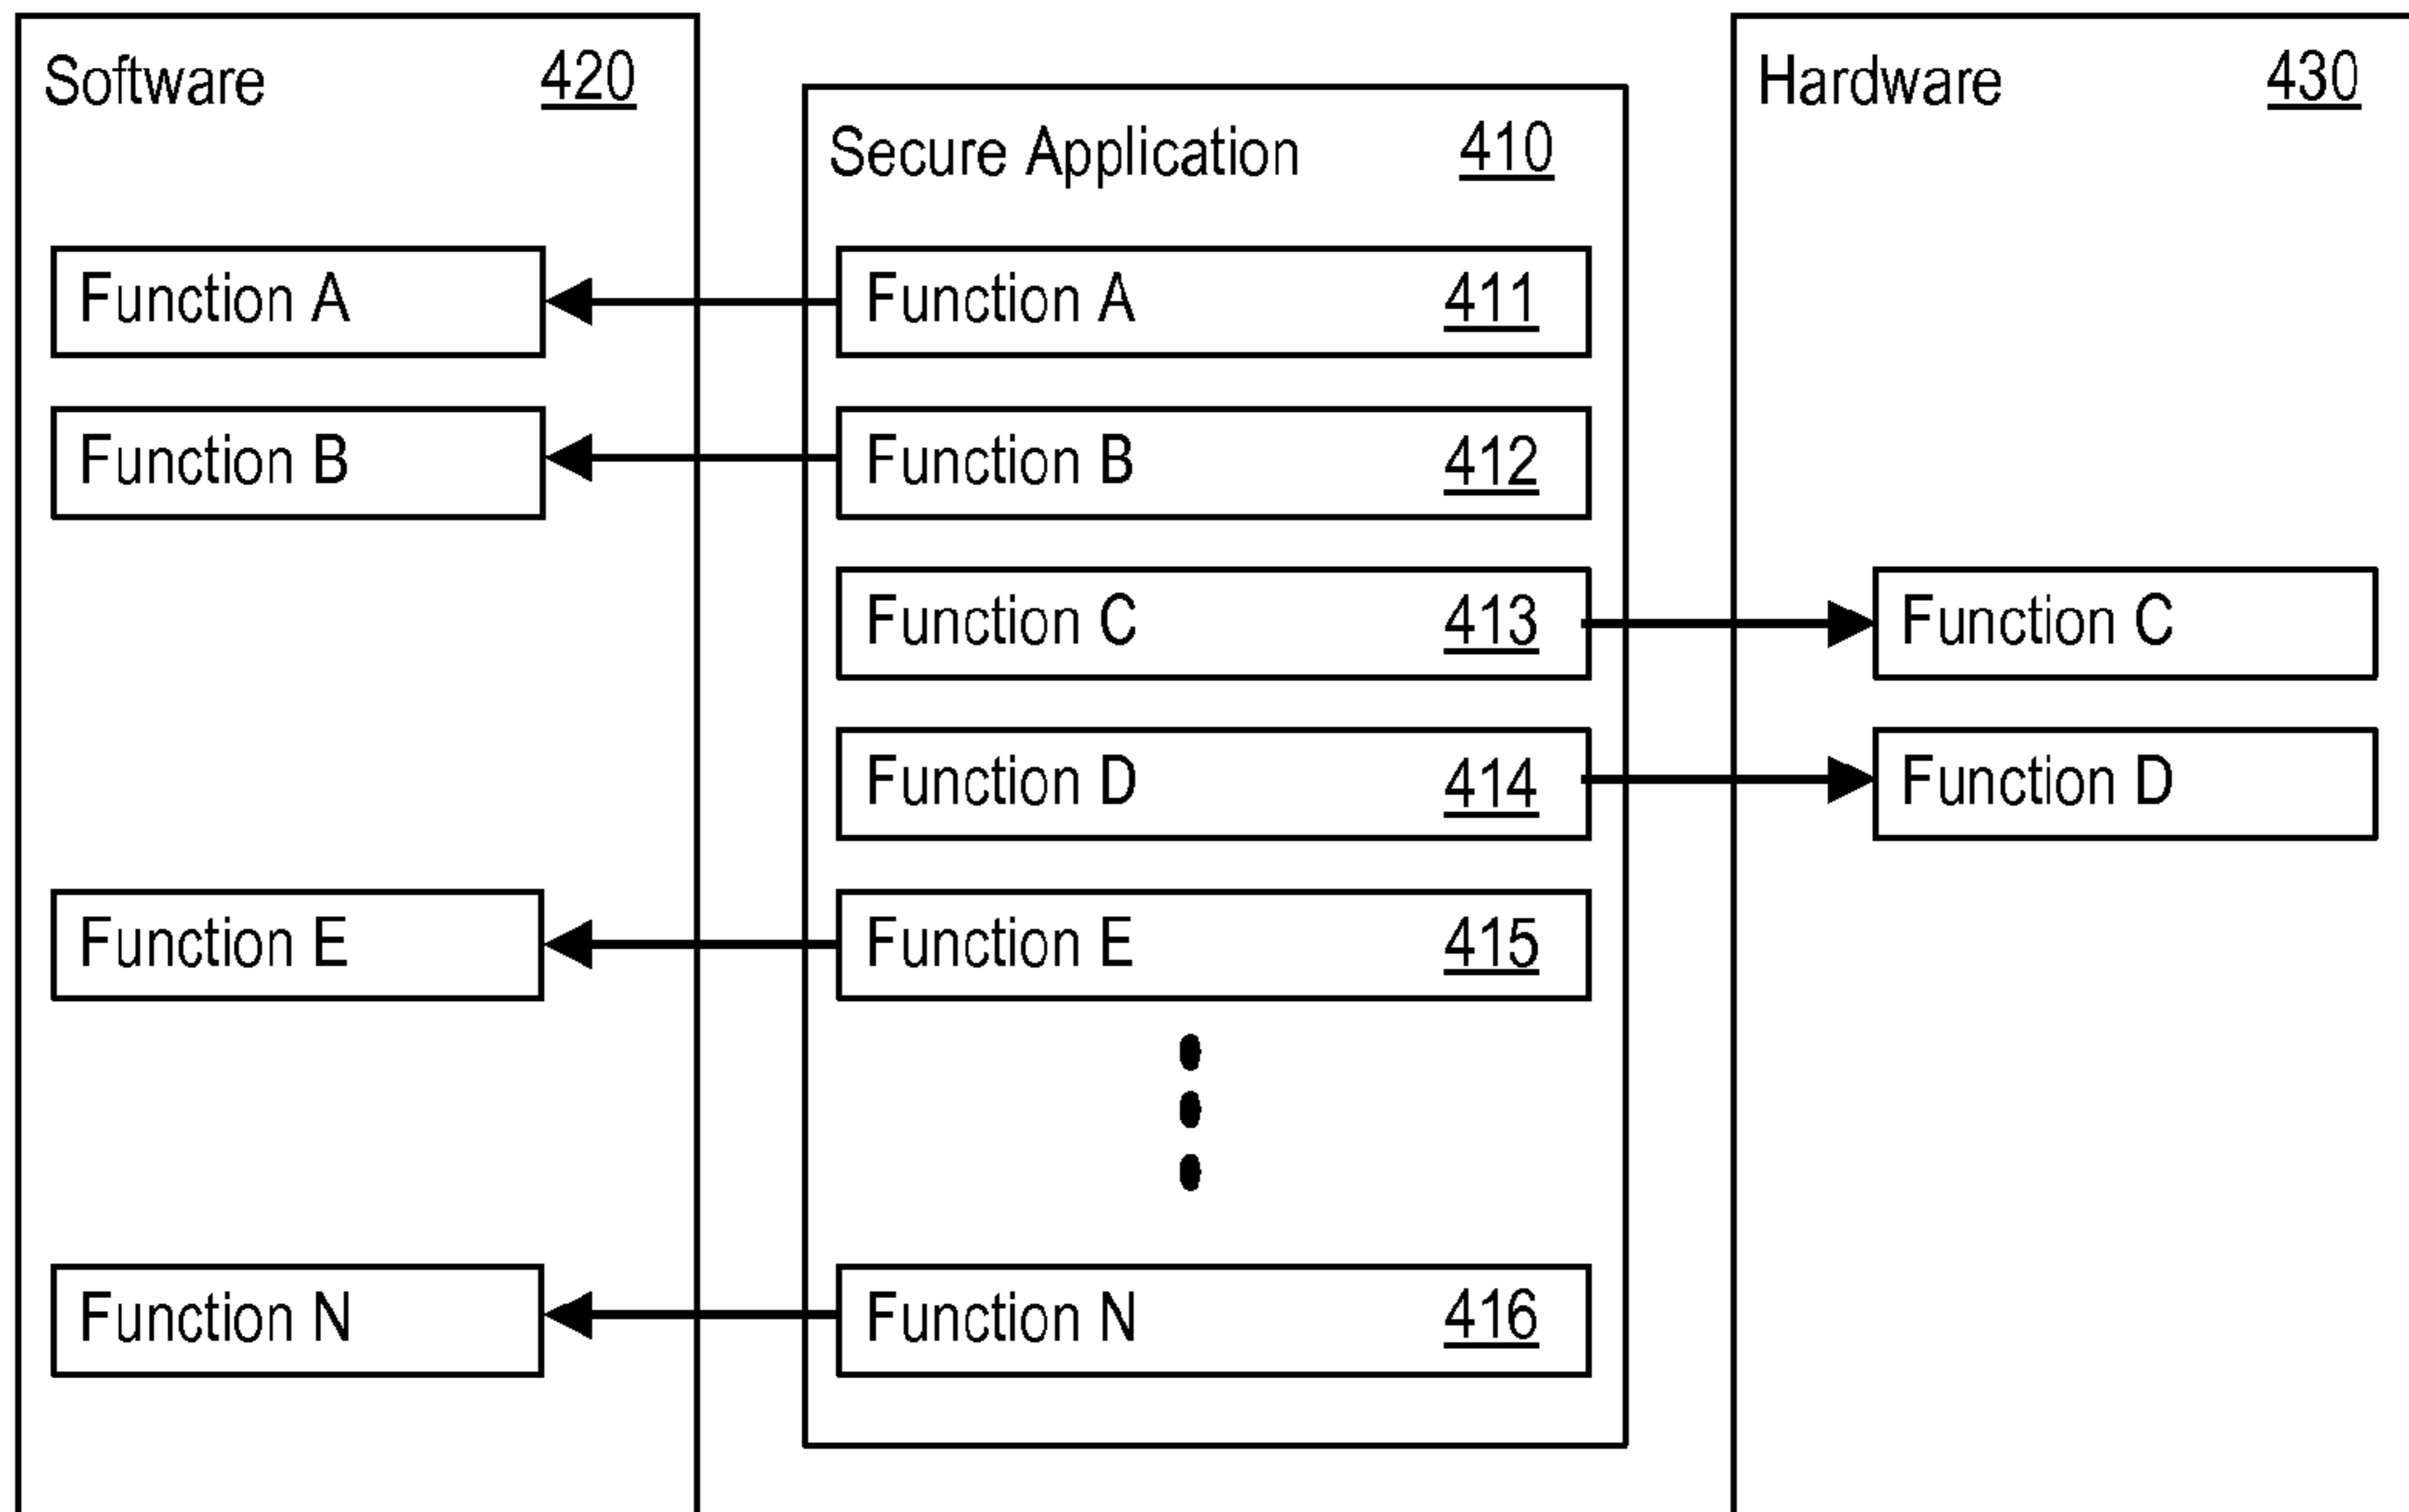 Software 420
Secure Application 410
Hardware 430
Function A
Function A 411
Function B
Function B 412
Function C 413
Function C
Function D 414
Function D
Function E
Function E 415
Function N
Function N 416